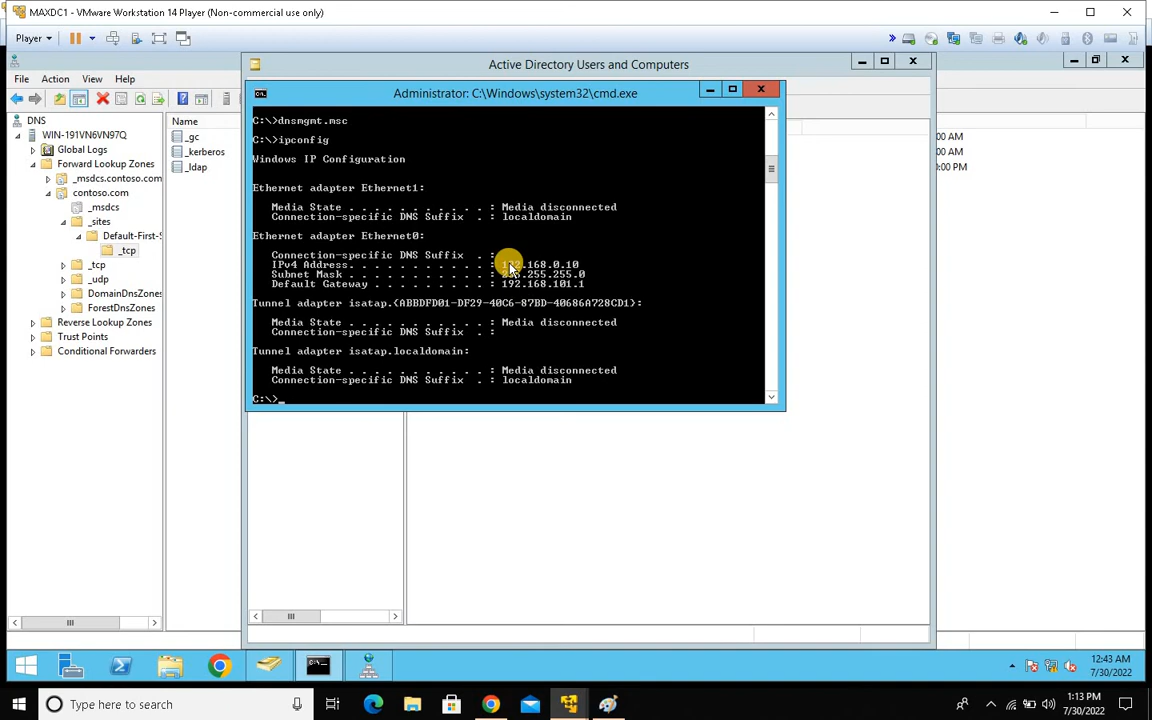 MAXDC1 - VMware Workstation 14 Player (Non-commercial use only)
Player
Active Directory Users and Computers
File Action View Help
Administrator: C:\Windows\system32\cmd.exe
DNS
WIN-191VN6VN97Q
Global Logs
Forward Lookup Zones
_msdcs.contoso.com
contoso.com
_msdcs
_sites
Default-First-S
_tcp
_tcp
_udp
DomainDnsZones
ForestDnsZones
Reverse Lookup Zones
Trust Points
Conditional Forwarders
Name
_gc
_kerberos
_ldap
C:\>dnsmgmt.msc
C:\>ipconfig
Windows IP Configuration
Ethernet adapter Ethernet1:
Media State . . . . . . . . . . . : Media disconnected
Connection-specific DNS Suffix  . : localdomain
Ethernet adapter Ethernet0:
Connection-specific DNS Suffix  . :
IPv4 Address. . . . . . . . . . . : 192.168.0.10
Subnet Mask . . . . . . . . . . . : 255.255.255.0
Default Gateway . . . . . . . . . : 192.168.101.1
Tunnel adapter isatap.{ABBDFD01-DF29-40C6-87BD-40686A728CD1}:
Media State . . . . . . . . . . . : Media disconnected
Connection-specific DNS Suffix  . :
Tunnel adapter isatap.localdomain:
Media State . . . . . . . . . . . : Media disconnected
Connection-specific DNS Suffix  . : localdomain
C:\>_
00 AM
00 AM
0:00 PM
12:43 AM
7/30/2022
Type here to search
1:13 PM
7/30/2022